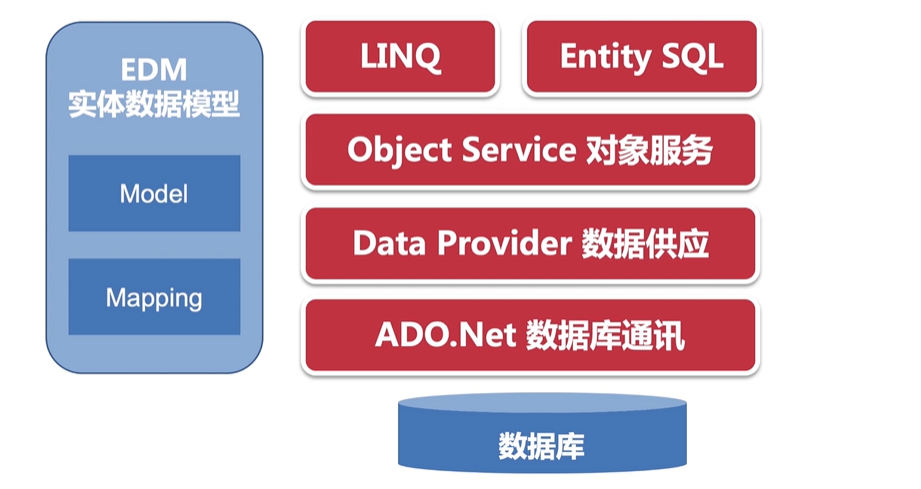 EDM
实体数据模型
Model
Mapping
LINQ
Entity SQL
Object Service 对象服务
Data Provider 数据供应
ADO.Net 数据库通讯
数据库